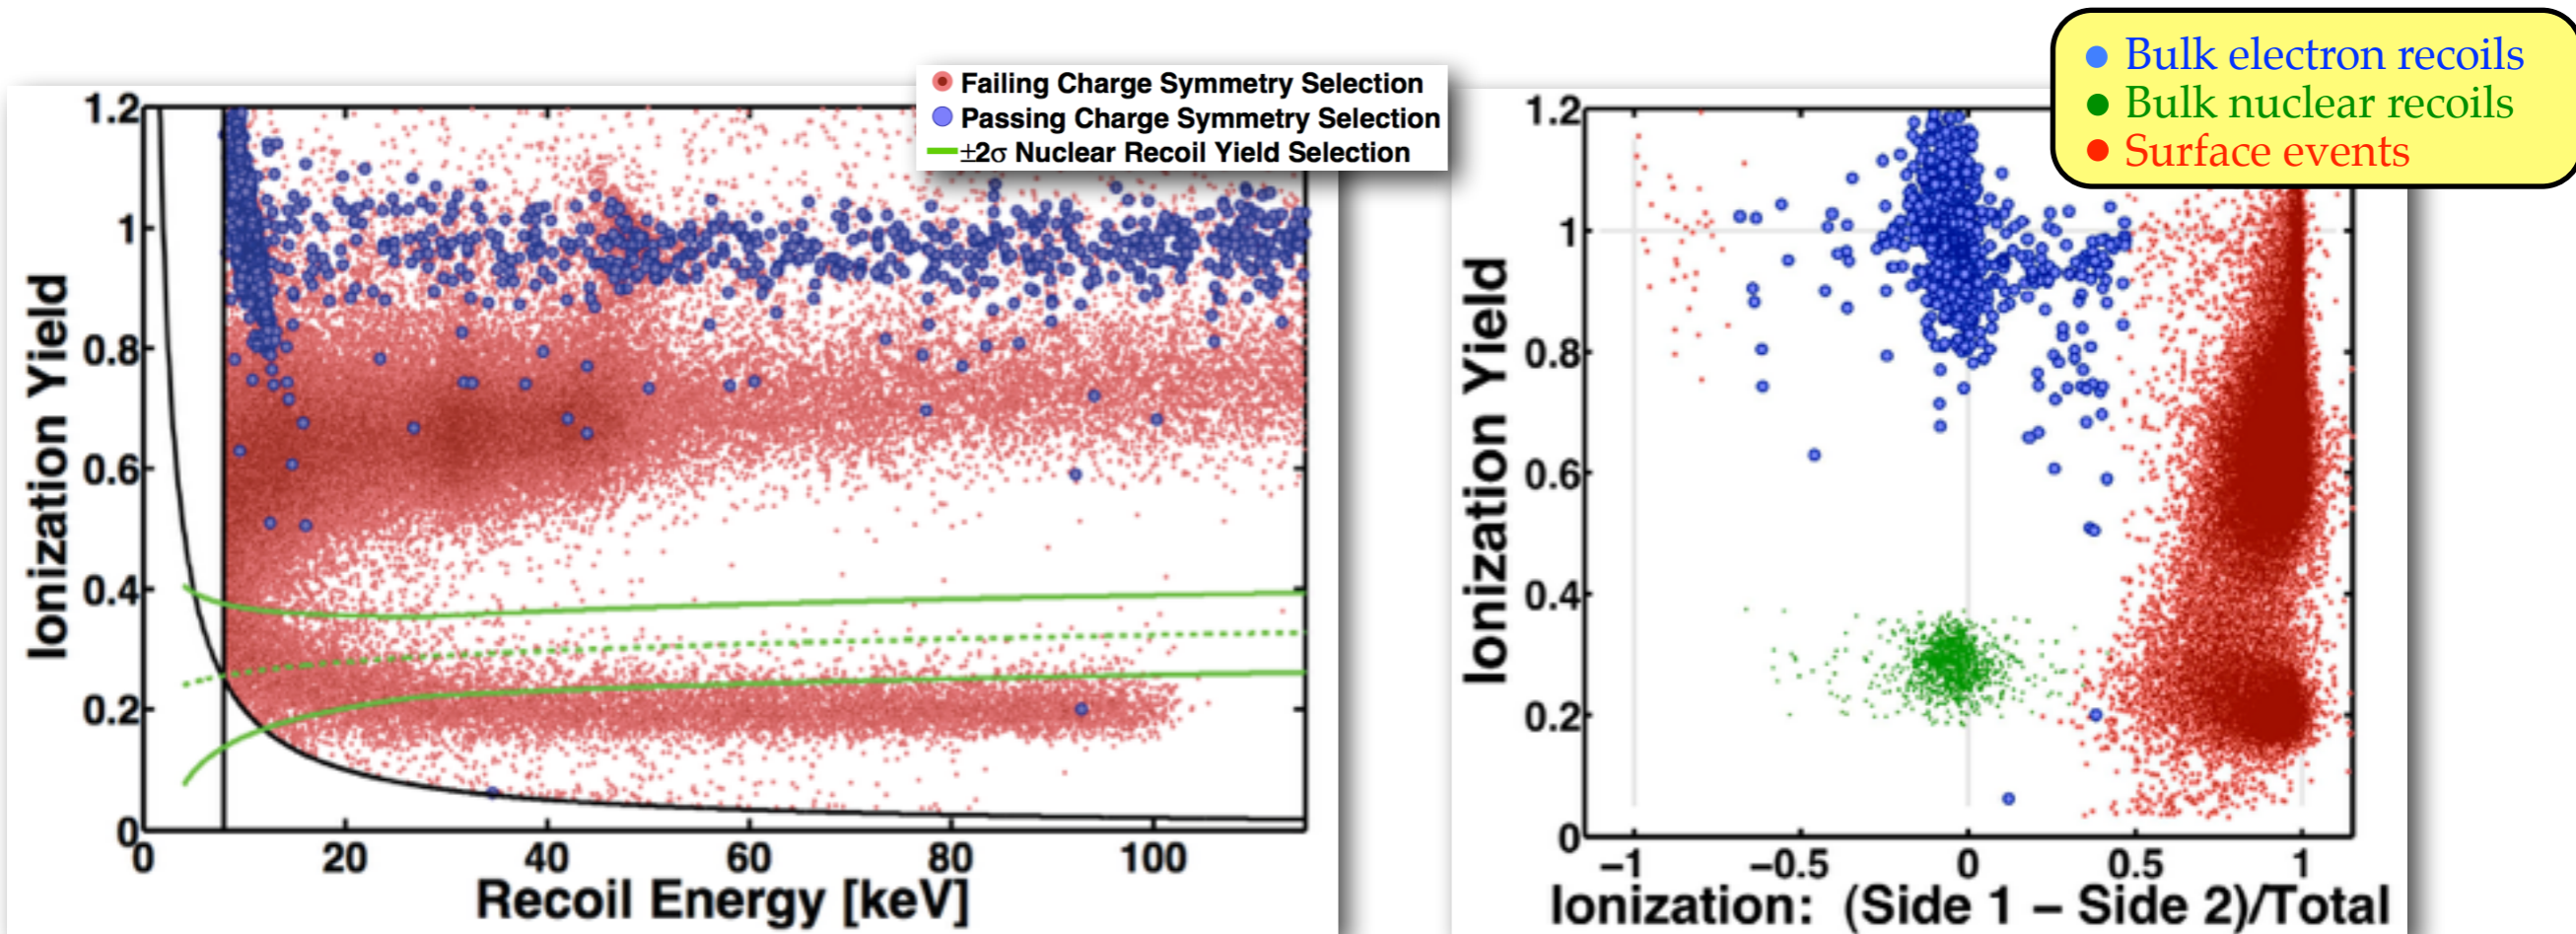 Failing Charge Symmetry Selection
Passing Charge Symmetry Selection
±2σ Nuclear Recoil Yield Selection
1.2
1
0.8
0.6
0.4
0.2
0
Ionization Yield
0 20 40 60 80 100
Recoil Energy [keV]
Bulk electron recoils
Bulk nuclear recoils
Surface events
1.2
1
0.8
0.6
0.4
0.2
0
Ionization Yield
−1 −0.5 0 0.5 1
Ionization: (Side 1 − Side 2)/Total